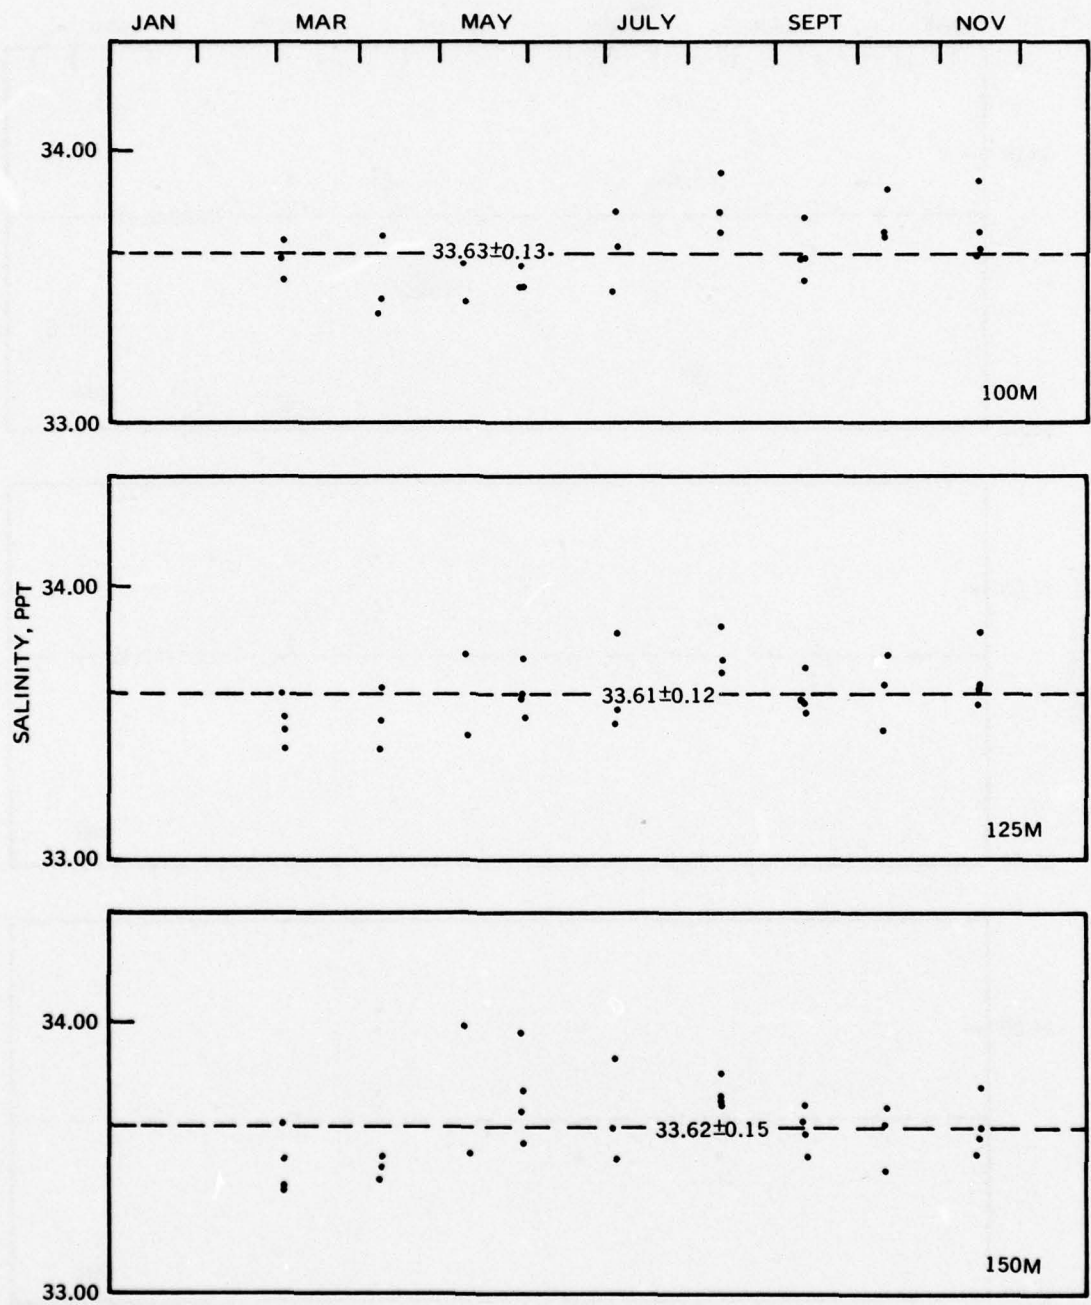 JAN MAR MAY JULY SEPT NOV
34.00
33.63±0.13
100M
33.00
SALINITY, PPT
34.00
33.61±0.12
125M
33.00
34.00
33.62±0.15
150M
33.00